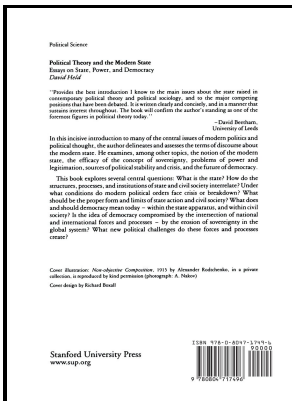 Political Science
Political Theory and the Modern State
Essays on State, Power, and Democracy
David Held
"Provides the best introduction I know to the main issues about the state raised in
contemporary political theory and political sociology, and to the major competing
positions that have been debated. It is written clearly and concisely, and in a manner that
sustains interest throughout. The book will confirm the author's standing as one of the
foremost figures in political theory today."
—David Beetham,
University of Leeds
In this incisive introduction to many of the central issues of modern politics and
political thought, the author delineates and assesses the terms of discourse about
the modern state. He examines, among other topics, the notion of the modern
state, the efficacy of the concept of sovereignty, problems of power and
legitimation, sources of political stability and crisis, and the future of democracy.
This book explores several central questions: What is the state? How do the
structures, processes, and institutions of state and civil society interrelate? Under
what conditions do modern political orders face crisis or breakdown? What
should be the proper form and limits of state action and civil society? What does
and should democracy mean today – within the state apparatus, and within civil
society? Is the idea of democracy compromised by the intersection of national
and international forces and processes – by the erosion of sovereignty in the
global system? What new political challenges do these forces and processes
create?
Cover illustration: Non-objective Composition, 1915 by Alexander Rodschenko, in a private
collection, is reproduced by kind permission (photograph: A. Nakov)
Cover design by Richard Boxall
Stanford University Press
www.sup.org
ISBN 978-0-8047-1749-6
90000
9 780804 717496